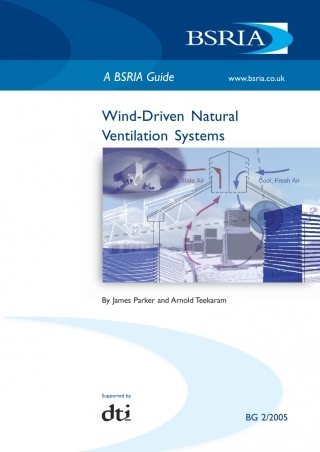 BSRIA
A BSRIA Guide
www.bsria.co.uk
Wind-Driven Natural
Ventilation Systems
Stale Air
Cool, Fresh Air
By James Parker and Arnold Teekaram
Supported by
dti
BG 2/2005